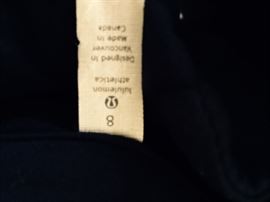 8
lululemon
athletica
Designed in
Vancouver
Made in
Canada